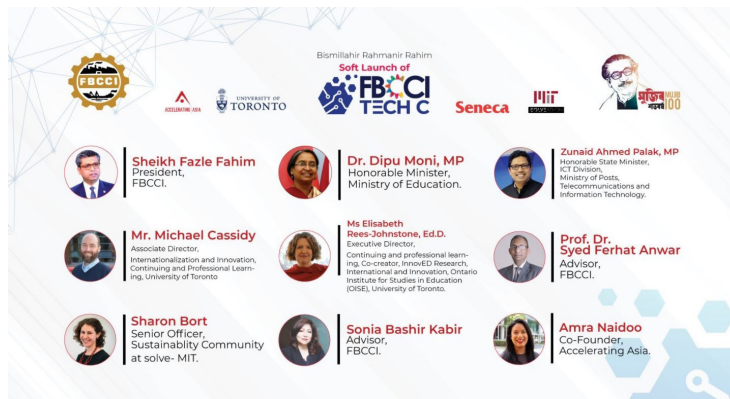 Bismillahir Rahmanir Rahim
Soft Launch of
FBCCI
FBCCI
TECH C
ACCELERATING ASIA
UNIVERSITY OF
TORONTO
Seneca
MIT
SOLVE
মুজিব
শতবর্ষ
MUJIB
100
Sheikh Fazle Fahim
President,
FBCCI.
Dr. Dipu Moni, MP
Honorable Minister,
Ministry of Education.
Zunaid Ahmed Palak, MP
Honorable State Minister,
ICT Division,
Ministry of Posts,
Telecommunications and
Information Technology.
Mr. Michael Cassidy
Associate Director,
Internationalization and Innovation,
Continuing and Professional Learn-
ing, University of Toronto
Ms Elisabeth
Rees-Johnstone, Ed.D.
Executive Director,
Continuing and professional learn-
ing, Co-creator, InnovED Research,
International and Innovation, Ontario
Institute for Studies in Education
(OISE), University of Toronto.
Prof. Dr.
Syed Ferhat Anwar
Advisor,
FBCCI.
Sharon Bort
Senior Officer,
Sustainablity Community
at solve- MIT.
Sonia Bashir Kabir
Advisor,
FBCCI.
Amra Naidoo
Co-Founder,
Accelerating Asia.